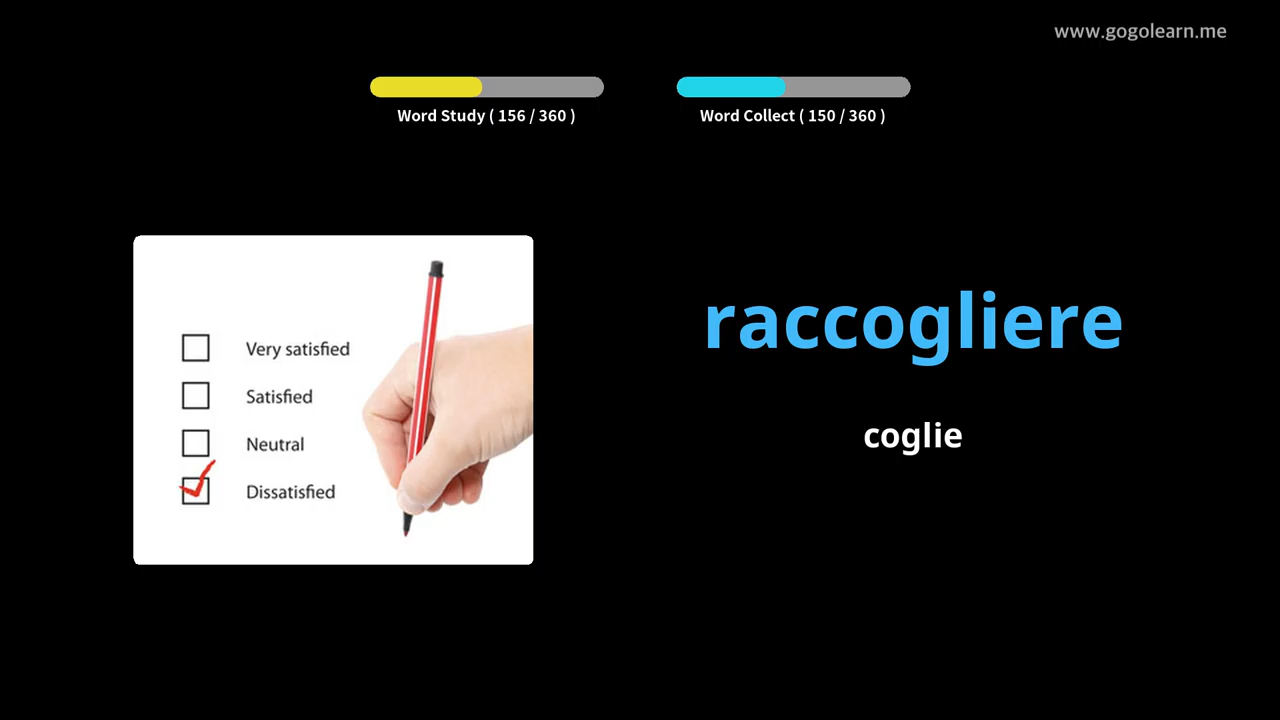 www.gogolearn.me
Word Study ( 156 / 360 )
Word Collect ( 150 / 360 )
Very satisfied
Satisfied
Neutral
Dissatisfied
raccogliere
coglie